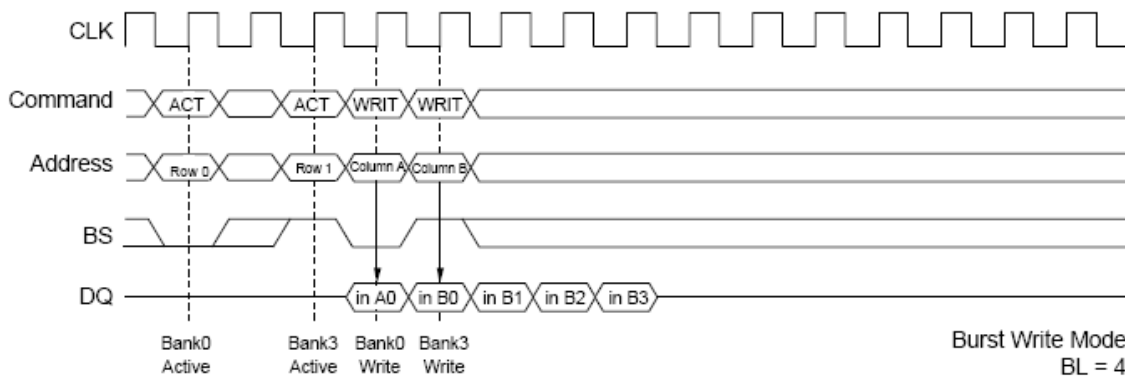 CLK
Command ACT ACT WRIT WRIT
Address Row 0 Row 1 Column A Column B
BS
DQ in A0 in B0 in B1 in B2 in B3
Bank0 Bank3 Bank0 Bank3
Active Active Write Write
Burst Write Mode
BL = 4